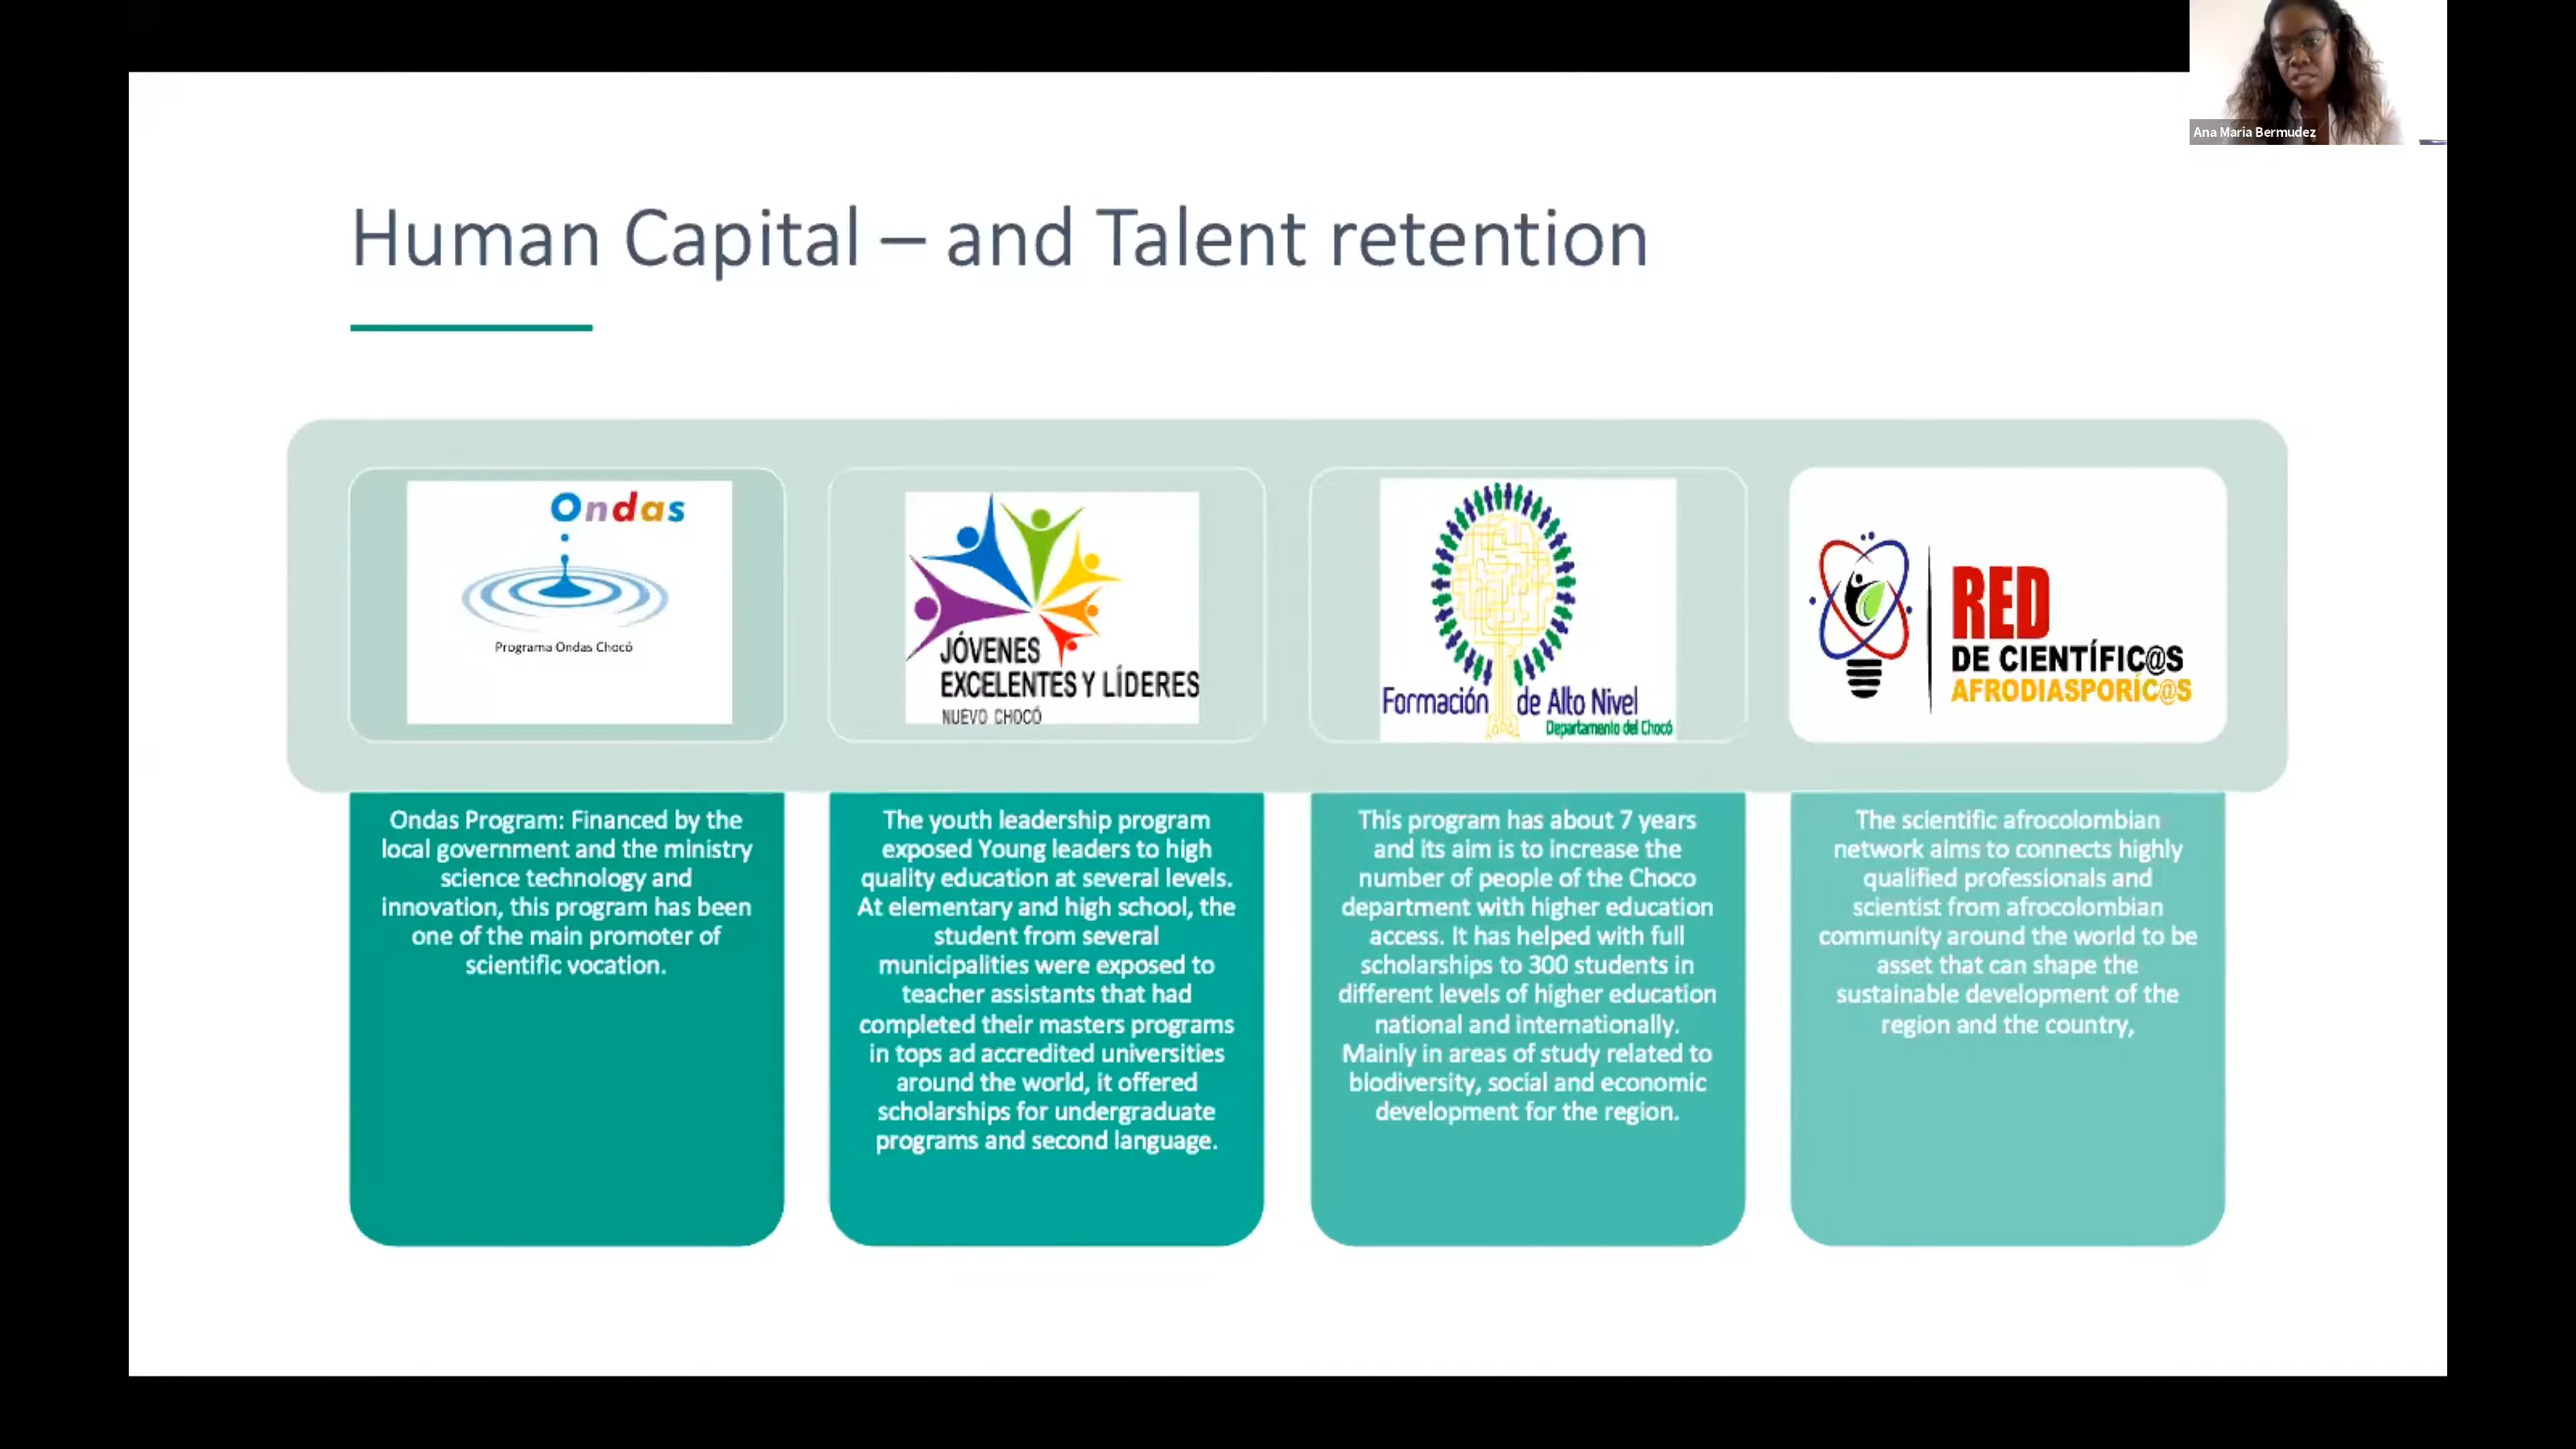 Ana Maria Bermudez
Human Capital – and Talent retention
Ondas
Programa Ondas Chocó
JÓVENES
EXCELENTES Y LÍDERES
NUEVO CHOCÓ
Formación de Alto Nivel
Departamento del Chocó
RED
DE CIENTÍFIC@S
AFRODIASPORÍC@S
Ondas Program: Financed by the
local government and the ministry
science technology and
innovation, this program has been
one of the main promoter of
scientific vocation.
The youth leadership program
exposed Young leaders to high
quality education at several levels.
At elementary and high school, the
student from several
municipalities were exposed to
teacher assistants that had
completed their masters programs
in tops ad accredited universities
around the world, it offered
scholarships for undergraduate
programs and second language.
This program has about 7 years
and its aim is to increase the
number of people of the Choco
department with higher education
access. It has helped with full
scholarships to 300 students in
different levels of higher education
national and internationally.
Mainly in areas of study related to
biodiversity, social and economic
development for the region.
The scientific afrocolombian
network aims to connects highly
qualified professionals and
scientist from afrocolombian
community around the world to be
asset that can shape the
sustainable development of the
region and the country,